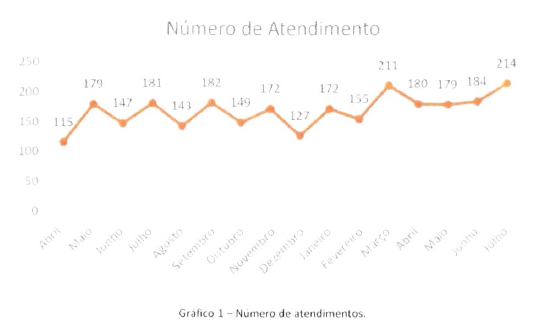 Número de Atendimento
250
200
150
100
50
0
115
179
147
181
143
182
149
172
127
172
155
211
180
179
184
214
Abril
Maio
Junho
Julho
Agosto
Setembro
Outubro
Novembro
Dezembro
Janeiro
Fevereiro
Março
Abril
Maio
Junho
Julho
Gráfico 1 – Número de atendimentos.